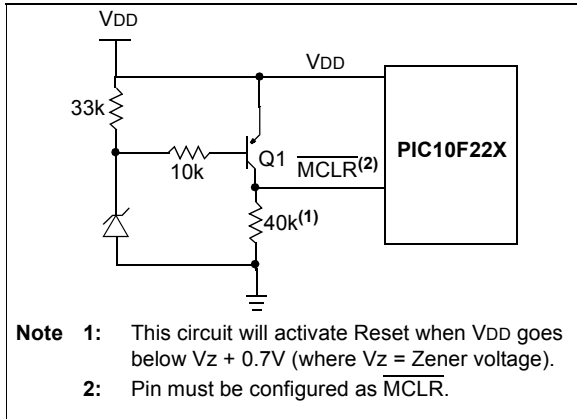 VDD
VDD
33k
10k
Q1
MCLR(2)
PIC10F22X
40k(1)
Note 1: This circuit will activate Reset when VDD goes
below Vz + 0.7V (where Vz = Zener voltage).
2: Pin must be configured as MCLR.